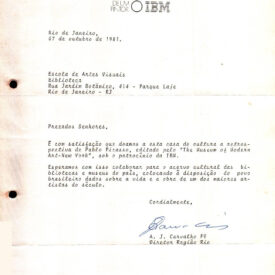 IBM
Rio de Janeiro,
07 de outubro de 1981.
Escola de Artes Visuais
Biblioteca
Rua Jardim Botânico, 414 - Parque Laje
Rio de Janeiro - RJ
Prezados Senhores,
É com satisfação que doamos a esta casa de cultura a retros-
pectiva de Pablo Picasso, editado pelo "The Museum of Modern
Art-New York", sob o patrocínio da IBM.
Esperamos com isso colaborar para o acervo cultural das bi-
bliotecas e museus do país, colocando à disposição do povo
brasileiro dados sobre a vida e a obra de um dos maiores ar-
tistas do século.
Cordialmente,
A. J. Carvalho Fº
Diretor Região Rio